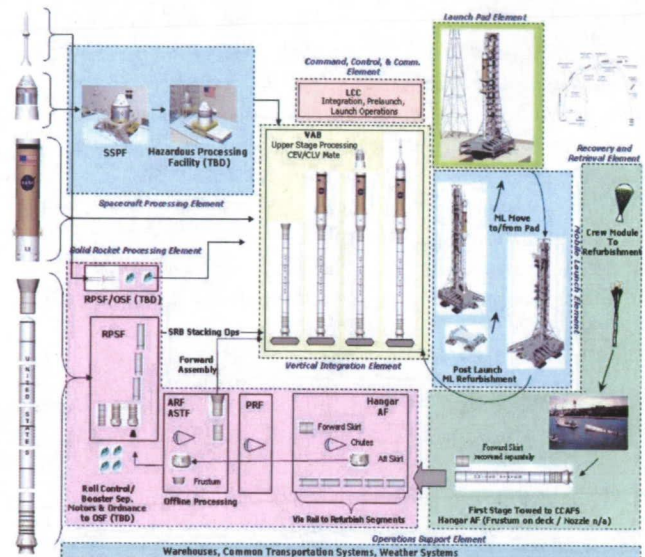 Launch Pad Element
Command, Control, & Comm.
Element
LCC
Integration, Prelaunch,
Launch Operations
SSPF
Hazardous Processing
Facility (TBD)
Spacecraft Processing Element
VAB
Upper Stage Processing
CEV/CLV Mate
Vertical Integration Element
Recovery and
Retrieval Element
Crew Module
To
Refurbishment
ML Move
to/from Pad
Post Launch
ML Refurbishment
Module Launch Element
Solid Rocket Processing Element
RPSF/OSF (TBD)
RPSF
SRB Stacking Ops
Forward
Assembly
ARF
ASTF
PRF
Hangar
AF
Forward Skirt
Chutes
Aft Skirt
Frustum
Offline Processing
Roll Control/
Booster Sep.
Motors & Ordnance
to OSF (TBD)
Via Rail to Refurbish Segments
Forward Skirt
recovered separately
First Stage Towed to CCAFS
Hangar AF (Frustum on deck / Nozzle n/a)
Operations Support Element
Warehouses, Common Transportation Systems, Weather Systems
UNITED
STATES